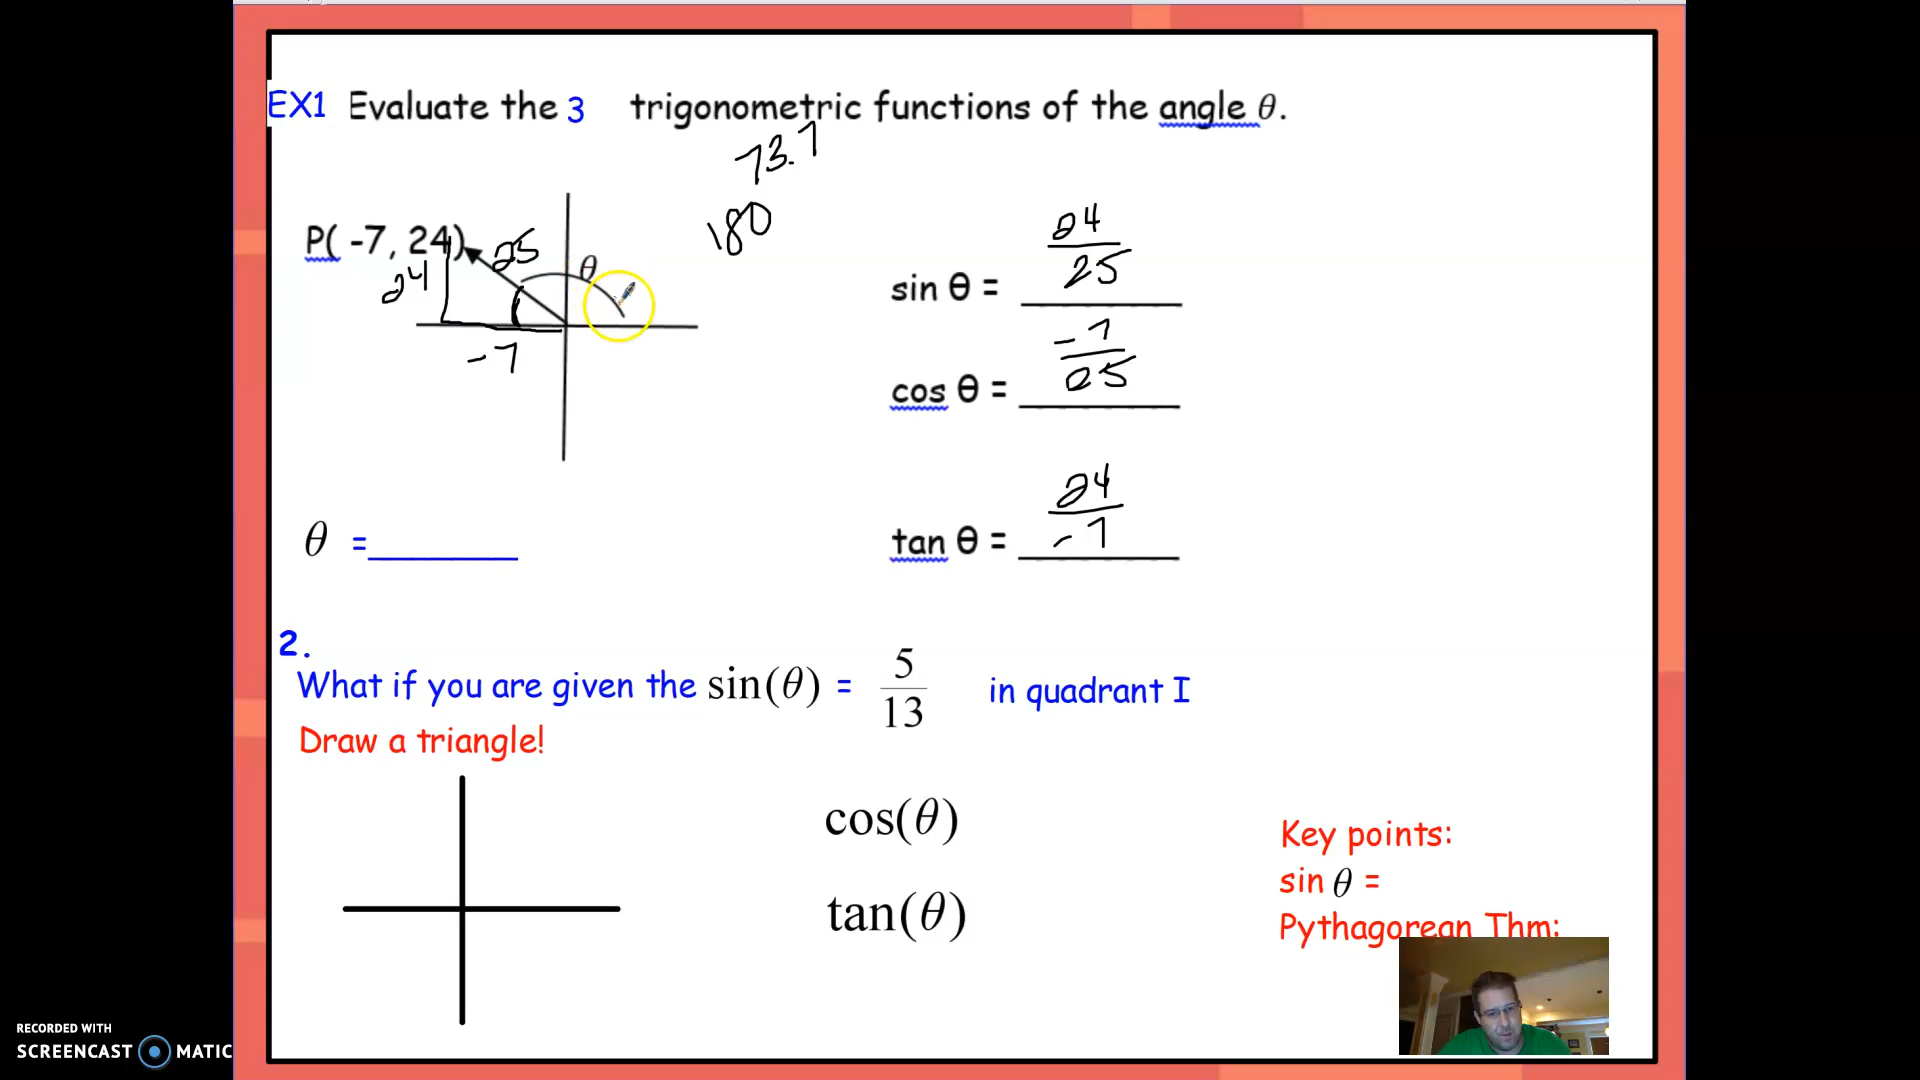 EX1 Evaluate the 3 trigonometric functions of the angle θ.
73.7
180
P( -7, 24)
25
θ
24
-7
24
25
sin θ =
-7
25
cos θ =
24
-7
tan θ =
θ =
2.
What if you are given the sin(θ) = 5/13 in quadrant I
Draw a triangle!
cos(θ)
tan(θ)
Key points:
sin θ =
Pythagorean Thm:
RECORDED WITH
SCREENCAST MATIC